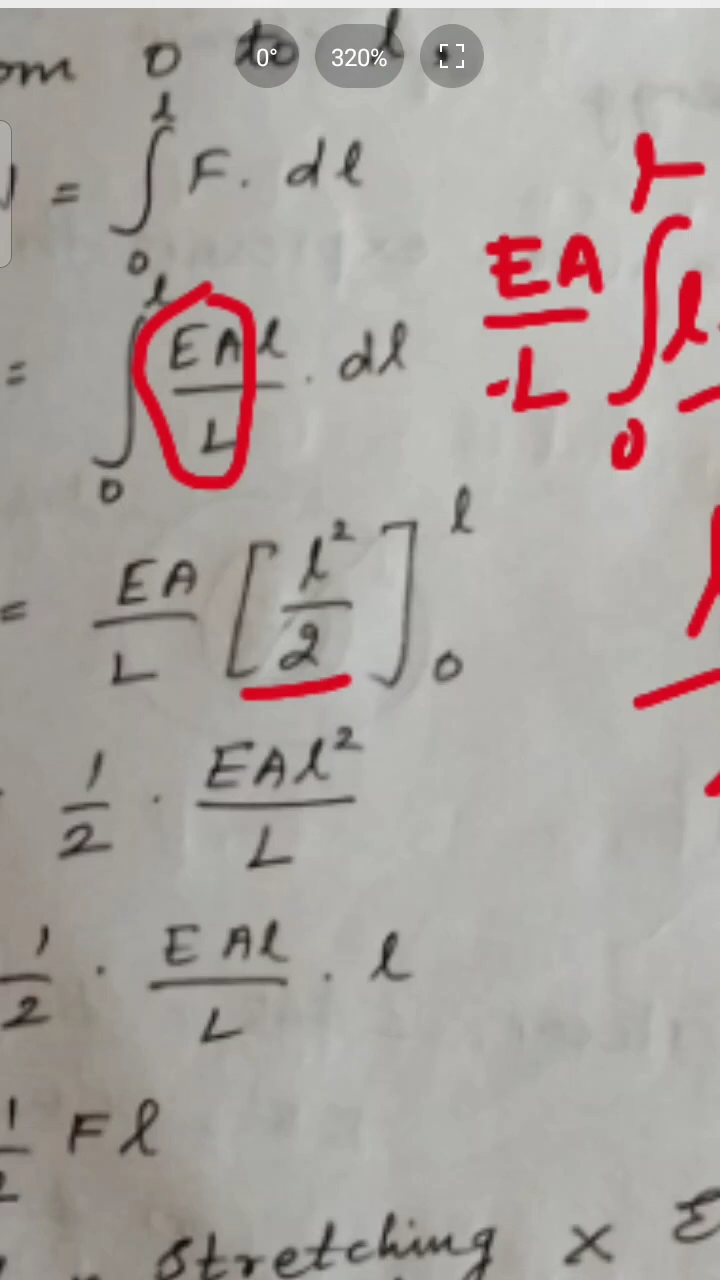 om 0 to l.
0° 320%
W = ∫₀ˡ F. dl
= ∫₀ˡ EAl/L . dl
EA/L ∫₀ l
= EA/L [l²/2]₀ˡ
1/2 . EAl²/L
1/2 . EAl/L . l
1/2 Fl
stretching x